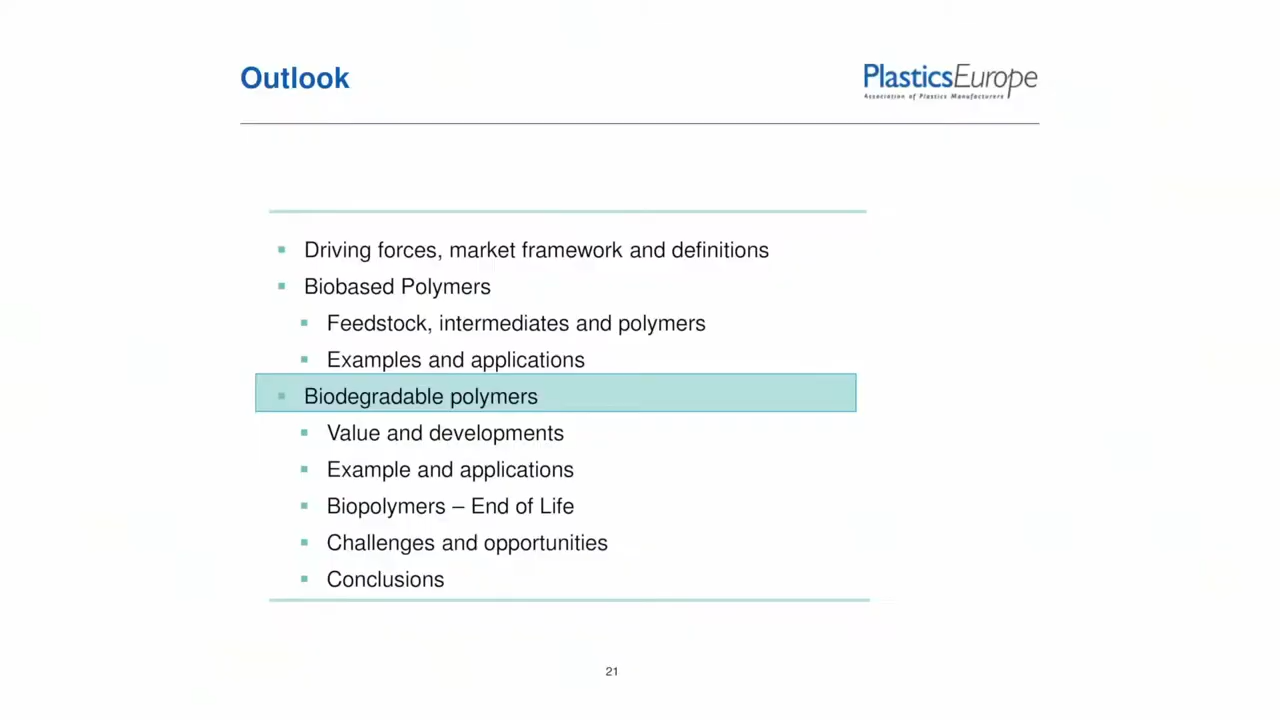 Outlook
PlasticsEurope
Association of Plastics Manufacturers
Driving forces, market framework and definitions
Biobased Polymers
Feedstock, intermediates and polymers
Examples and applications
Biodegradable polymers
Value and developments
Example and applications
Biopolymers – End of Life
Challenges and opportunities
Conclusions
21